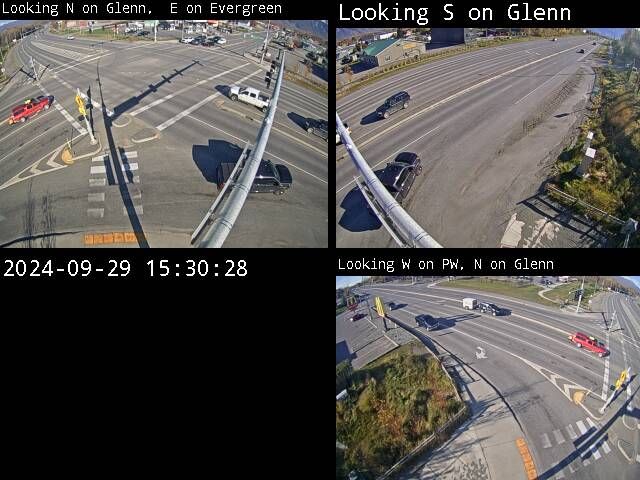 Looking N on Glenn, E on Evergreen
Looking S on Glenn
2024-09-29 15:30:28
Looking W on PW, N on Glenn